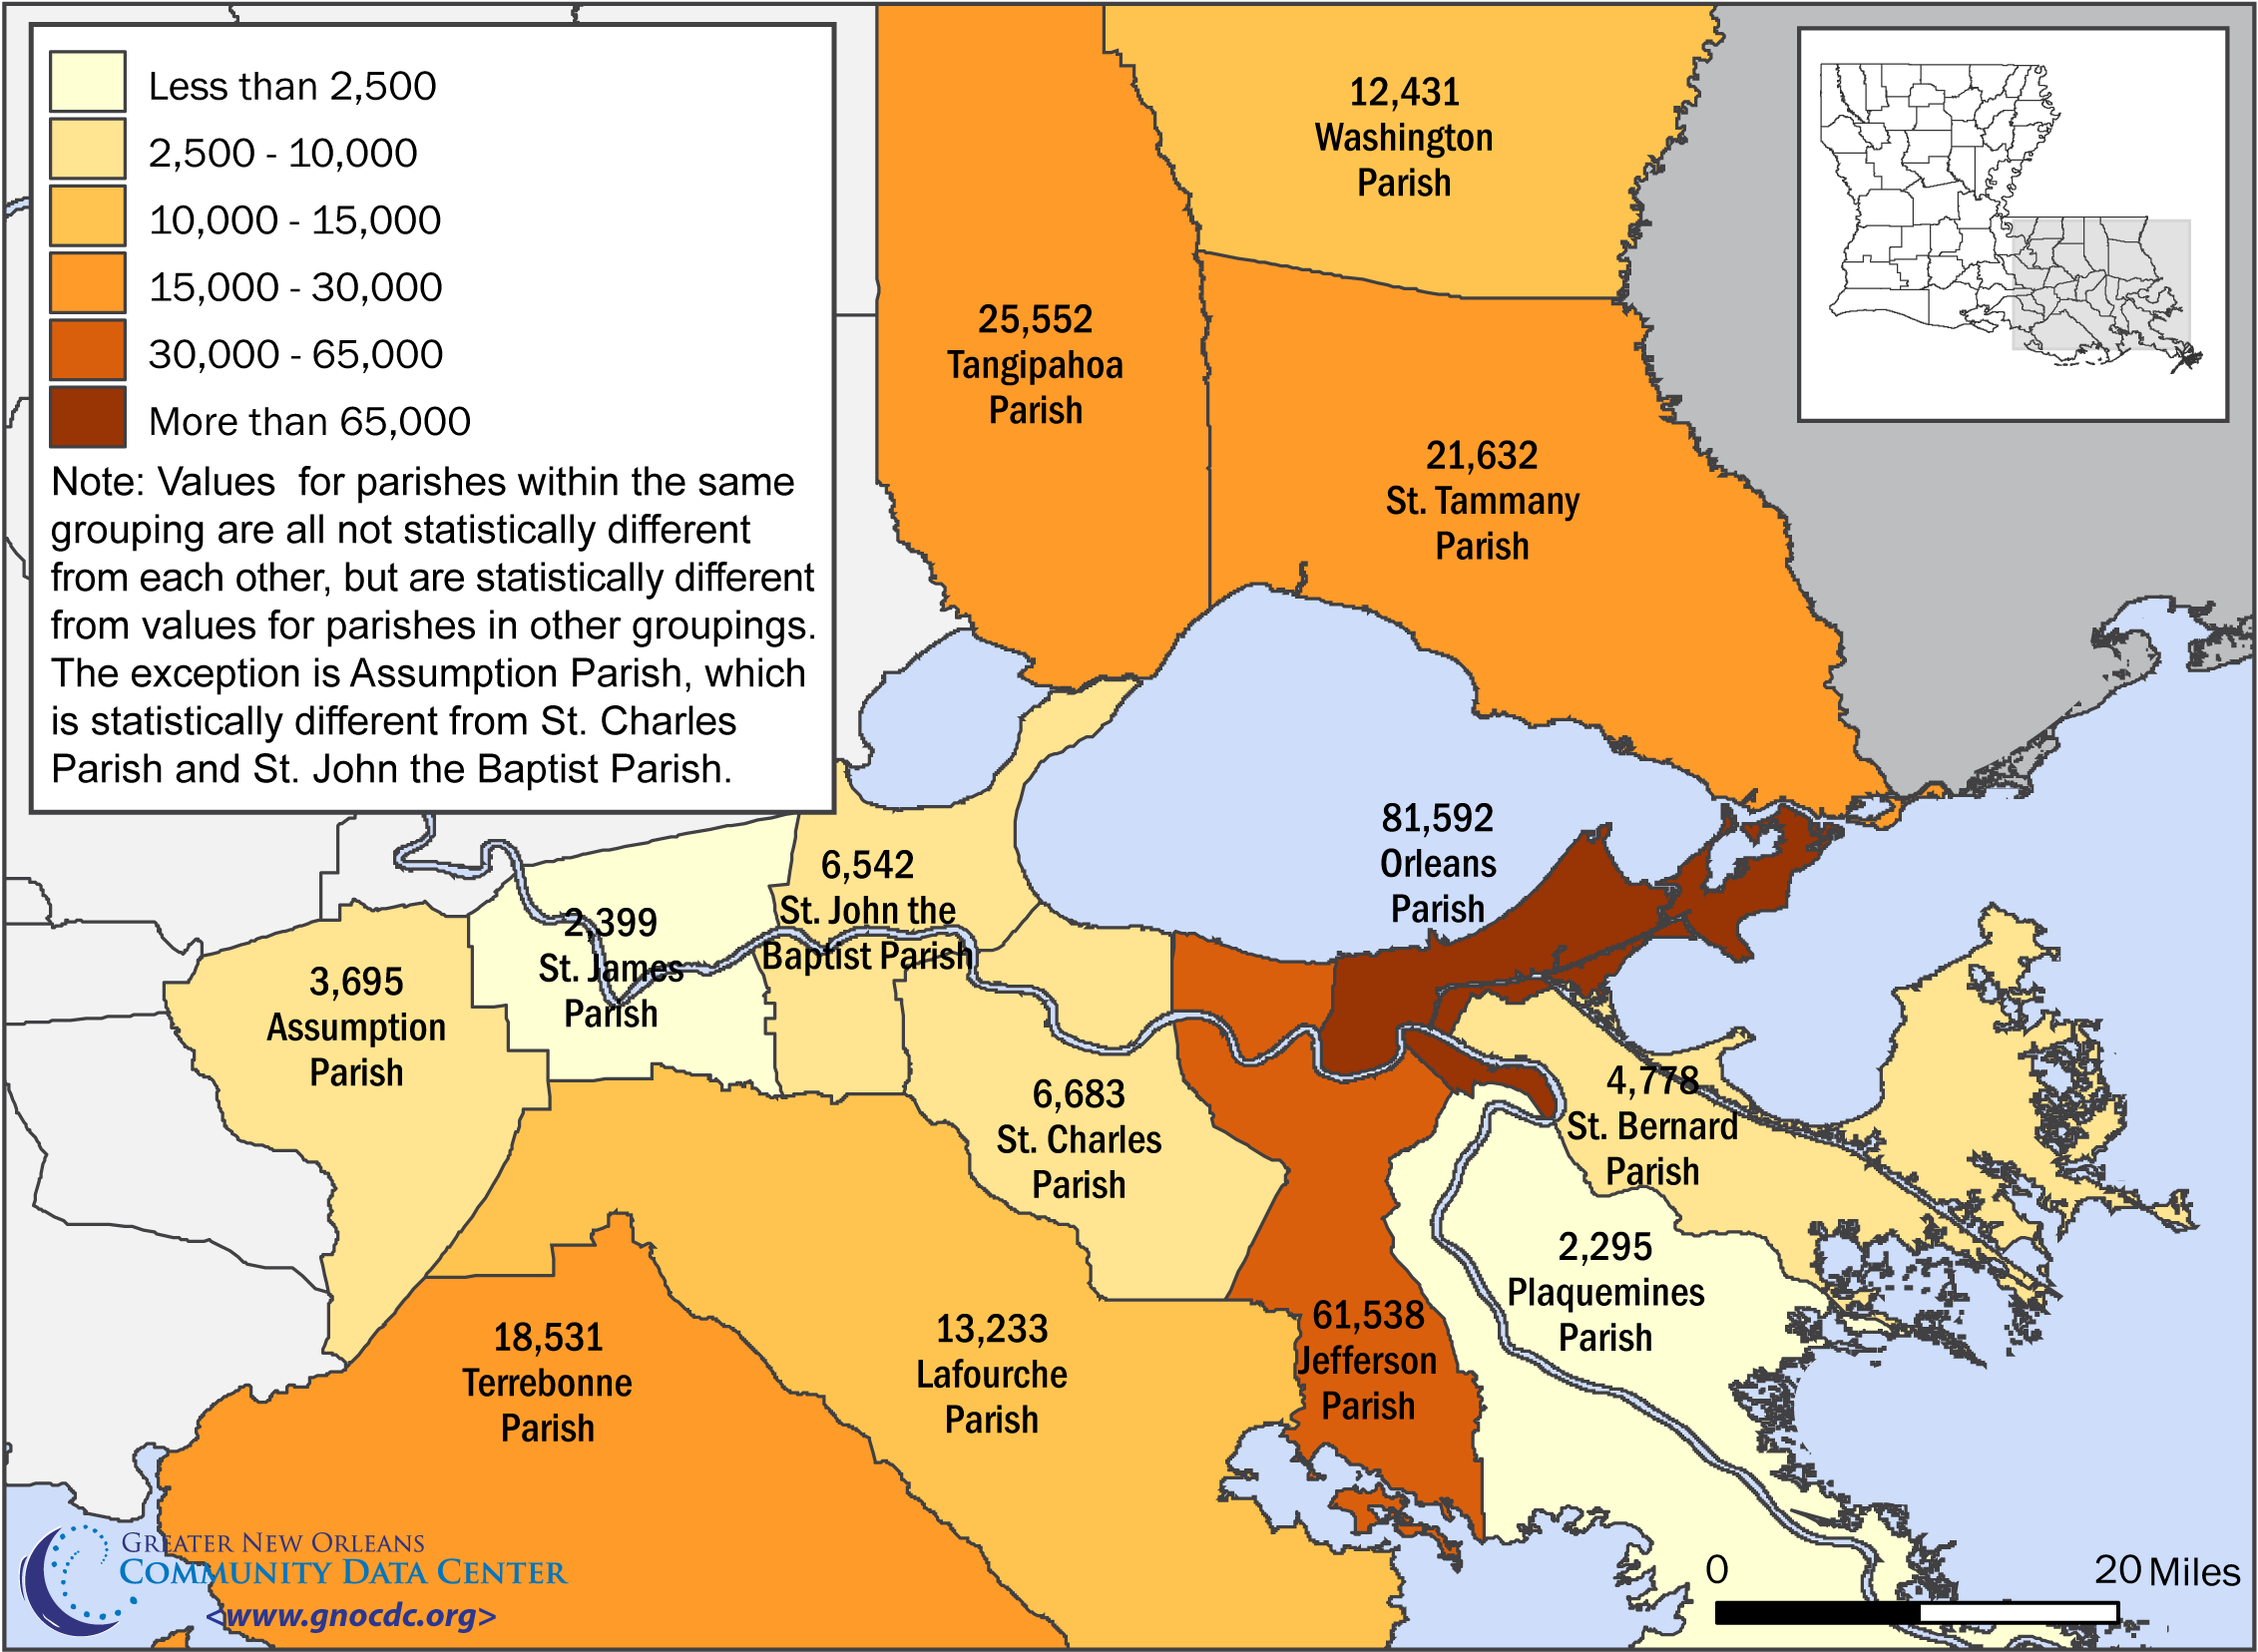 Less than 2,500
2,500 - 10,000
10,000 - 15,000
15,000 - 30,000
30,000 - 65,000
More than 65,000
Note: Values  for parishes within the same
grouping are all not statistically different
from each other, but are statistically different
from values for parishes in other groupings.
The exception is Assumption Parish, which
is statistically different from St. Charles
Parish and St. John the Baptist Parish.
12,431
Washington
Parish
25,552
Tangipahoa
Parish
21,632
St. Tammany
Parish
81,592
Orleans
Parish
6,542
St. John the
Baptist Parish
2,399
St. James
Parish
3,695
Assumption
Parish
6,683
St. Charles
Parish
4,778
St. Bernard
Parish
2,295
Plaquemines
Parish
61,538
Jefferson
Parish
13,233
Lafourche
Parish
18,531
Terrebonne
Parish
GREATER NEW ORLEANS
COMMUNITY DATA CENTER
<www.gnocdc.org>
0 20 Miles